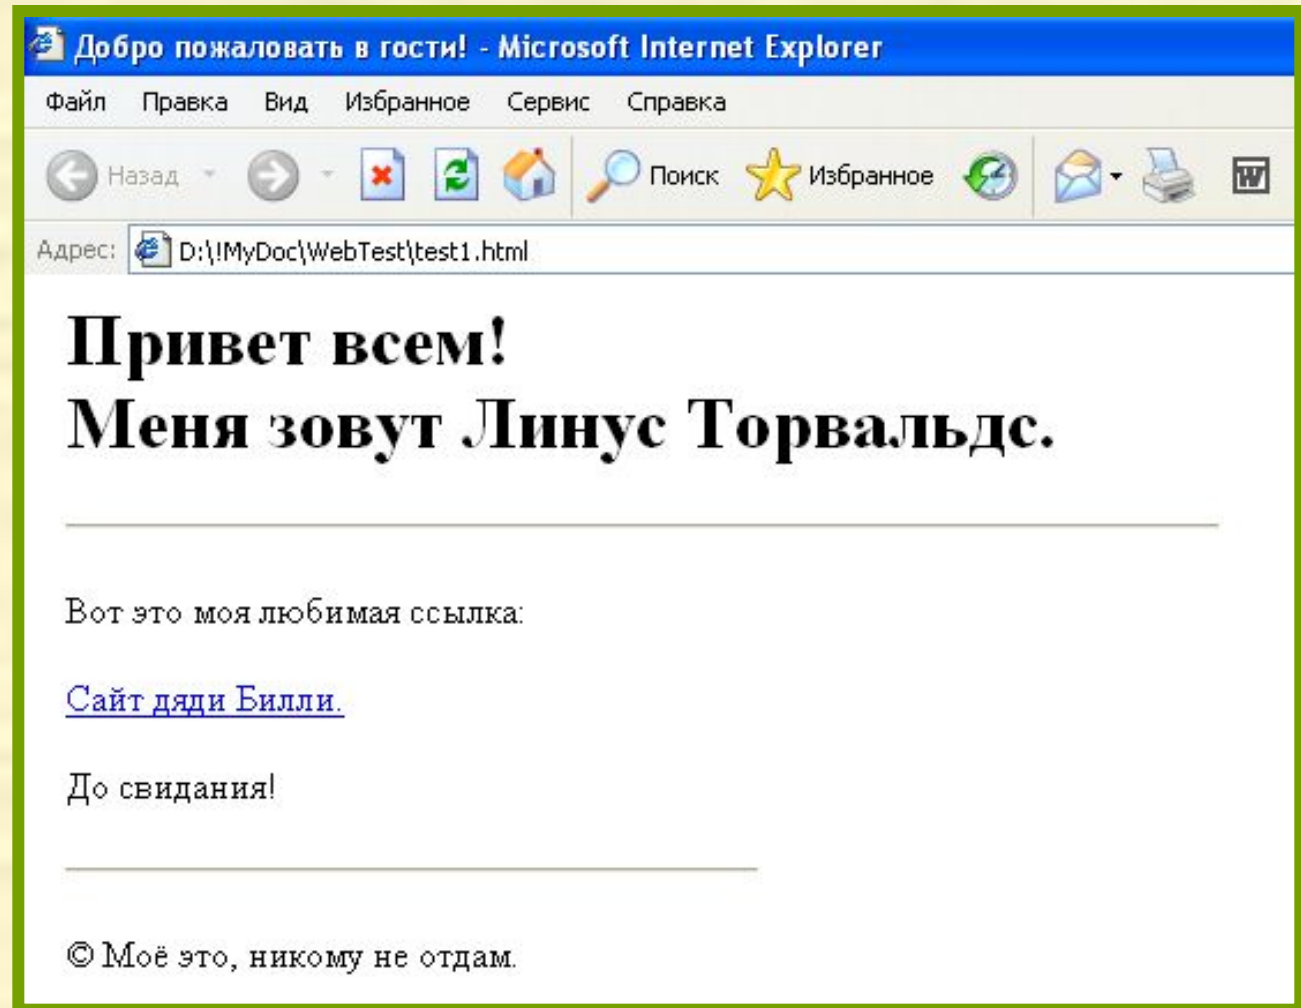 Добро пожаловать в гости! - Microsoft Internet Explorer
Файл Правка Вид Избранное Сервис Справка
Назад Поиск Избранное W
Адрес: D:\!MyDoc\WebTest\test1.html
Привет всем!
Меня зовут Линус Торвальдс.
Вот это моя любимая ссылка:
Сайт дяди Билли.
До свидания!
© Моё это, никому не отдам.